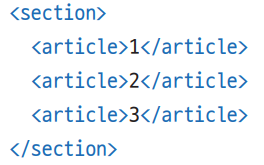 <section>
  <article>1</article>
  <article>2</article>
  <article>3</article>
</section>